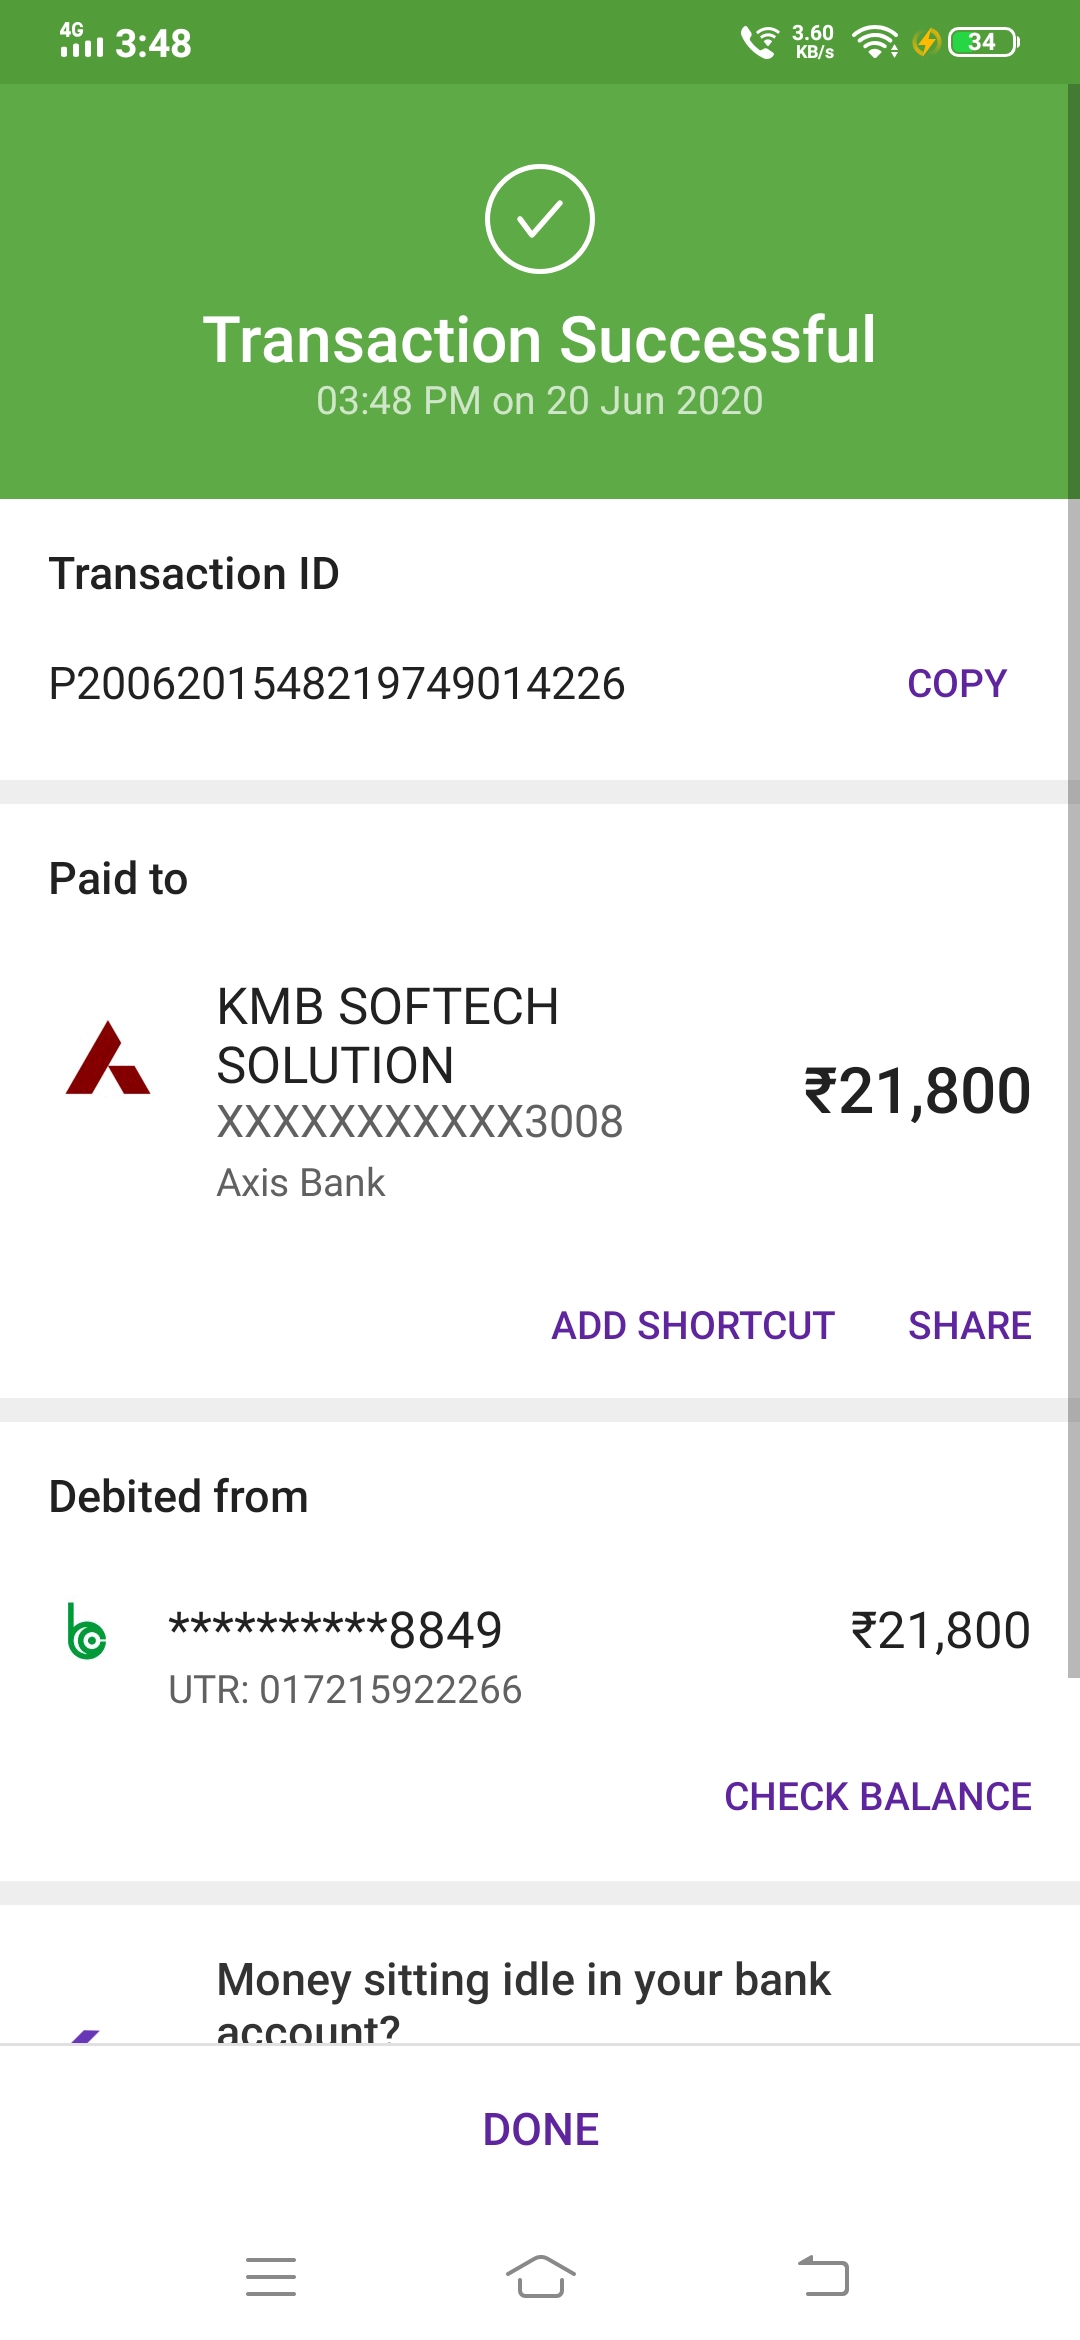 4G 3:48 3.60 KB/s 34
Transaction Successful
03:48 PM on 20 Jun 2020
Transaction ID
P2006201548219749014226 COPY
Paid to
KMB SOFTECH
SOLUTION
₹21,800
XXXXXXXXXXX3008
Axis Bank
ADD SHORTCUT SHARE
Debited from
**********8849 ₹21,800
UTR: 017215922266
CHECK BALANCE
Money sitting idle in your bank
account?
DONE